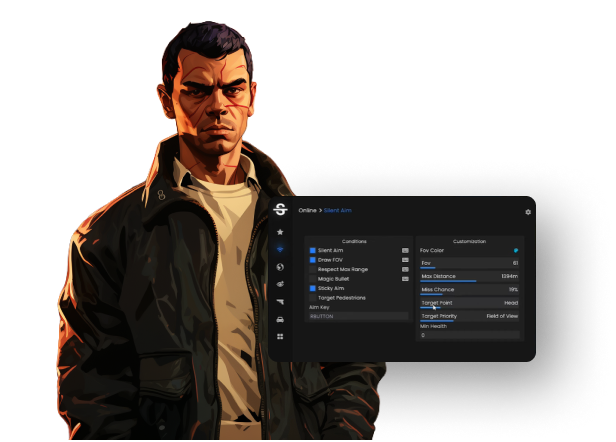 Online > Silent Aim
Conditions
Silent Aim
Draw FOV
Respect Max Range
Magic Bullet
Sticky Aim
Target Pedestrians
Aim Key
RBUTTON
Customization
Fov Color
Fov 61
Max Distance 1294m
Miss Chance 19%
Target Point Head
Target Priority Field of View
Min Health
0